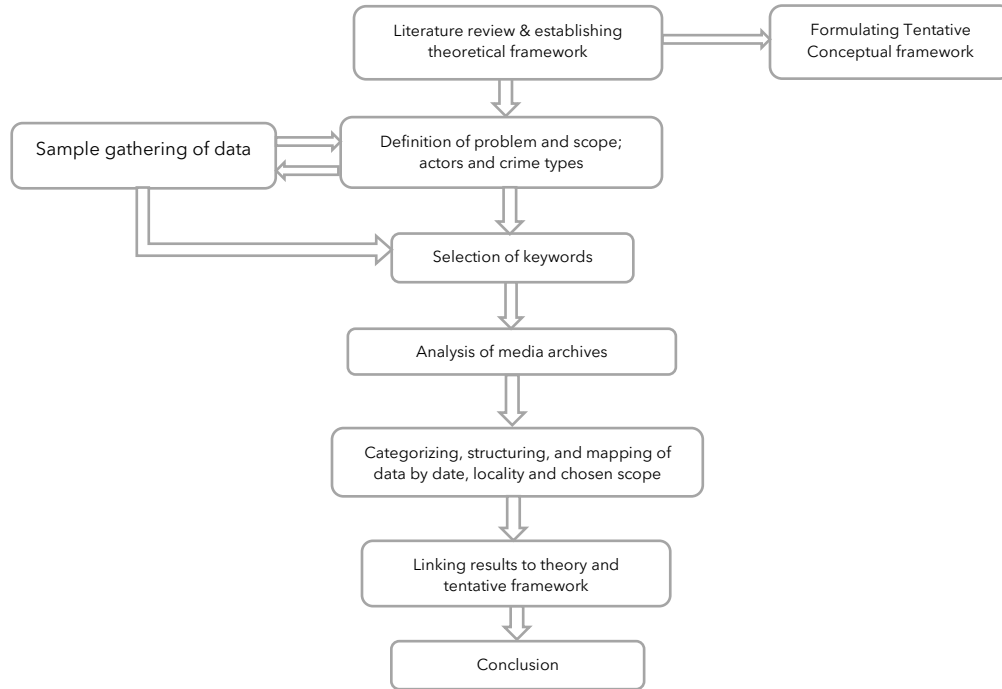 Literature review & establishing
theoretical framework
Formulating Tentative
Conceptual framework
Sample gathering of data
Definition of problem and scope;
actors and crime types
Selection of keywords
Analysis of media archives
Categorizing, structuring, and mapping of
data by date, locality and chosen scope
Linking results to theory and
tentative framework
Conclusion